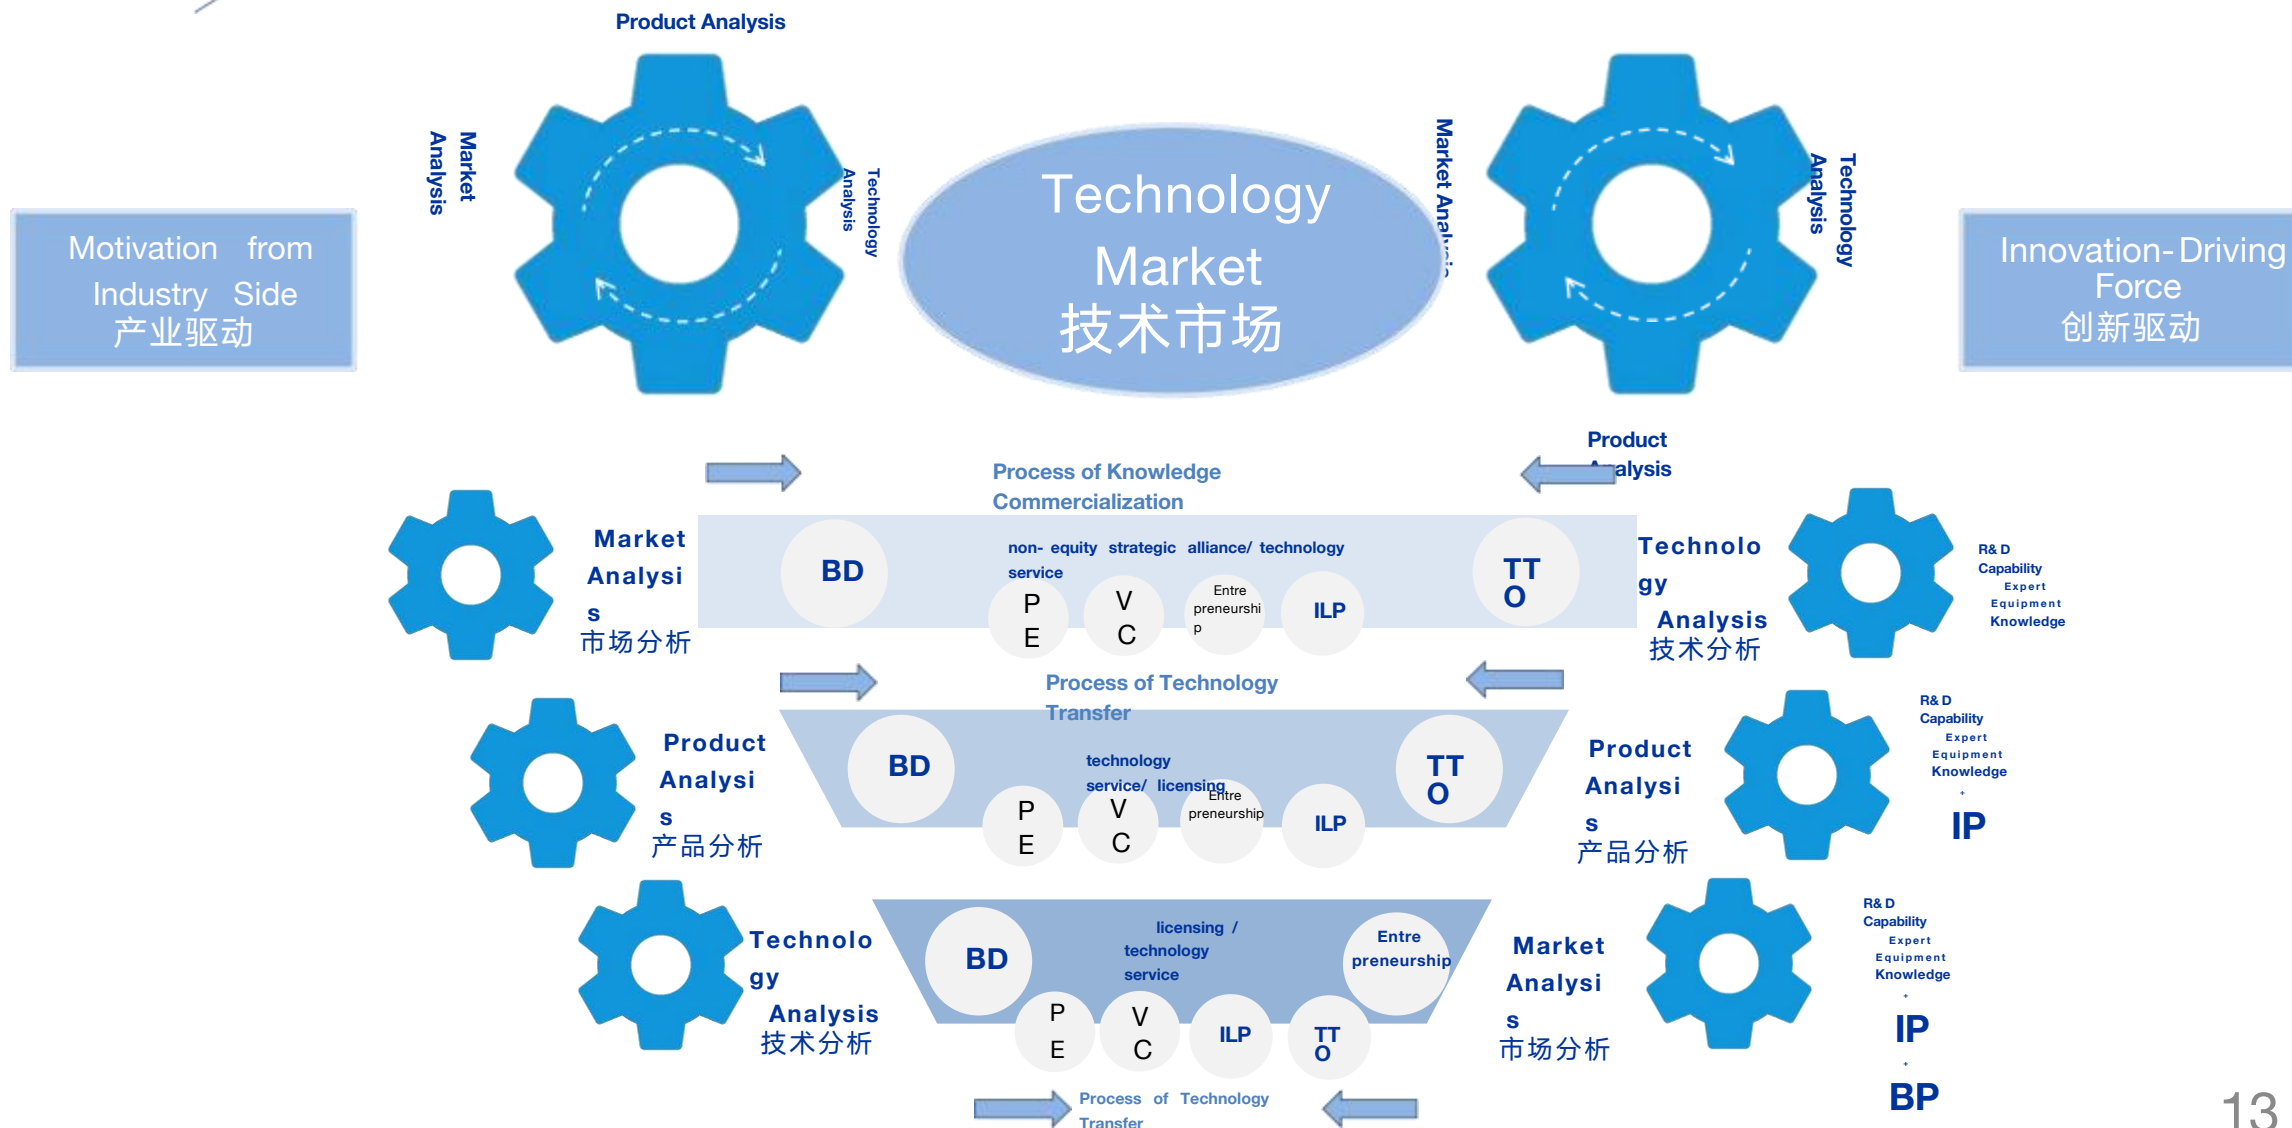 Product Analysis
Market
Analysis
Technology
Analysis
Motivation from
Industry Side
产业驱动
Technology
Market
技术市场
Market Analysis
Technology
Analysis
Innovation-Driving
Force
创新驱动
Product
Analysis
Process of Knowledge
Commercialization
Market
Analysi
s
市场分析
BD
non- equity strategic alliance/ technology
service
P
E
V
C
Entre
preneurshi
p
ILP
TT
O
Technolo
gy
Analysis
技术分析
R& D
Capability
Expert
Equipment
Knowledge
Process of Technology
Transfer
Product
Analysi
s
产品分析
BD
technology
service/ licensing
P
E
V
C
Entre
preneurship
ILP
TT
O
Product
Analysi
s
产品分析
R& D
Capability
Expert
Equipment
Knowledge
+
IP
Technolo
gy
Analysis
技术分析
BD
licensing /
technology
service
P
E
V
C
ILP
TT
O
Entre
preneurship
Market
Analysi
s
市场分析
R& D
Capability
Expert
Equipment
Knowledge
+
IP
+
BP
Process of Technology
Transfer
13